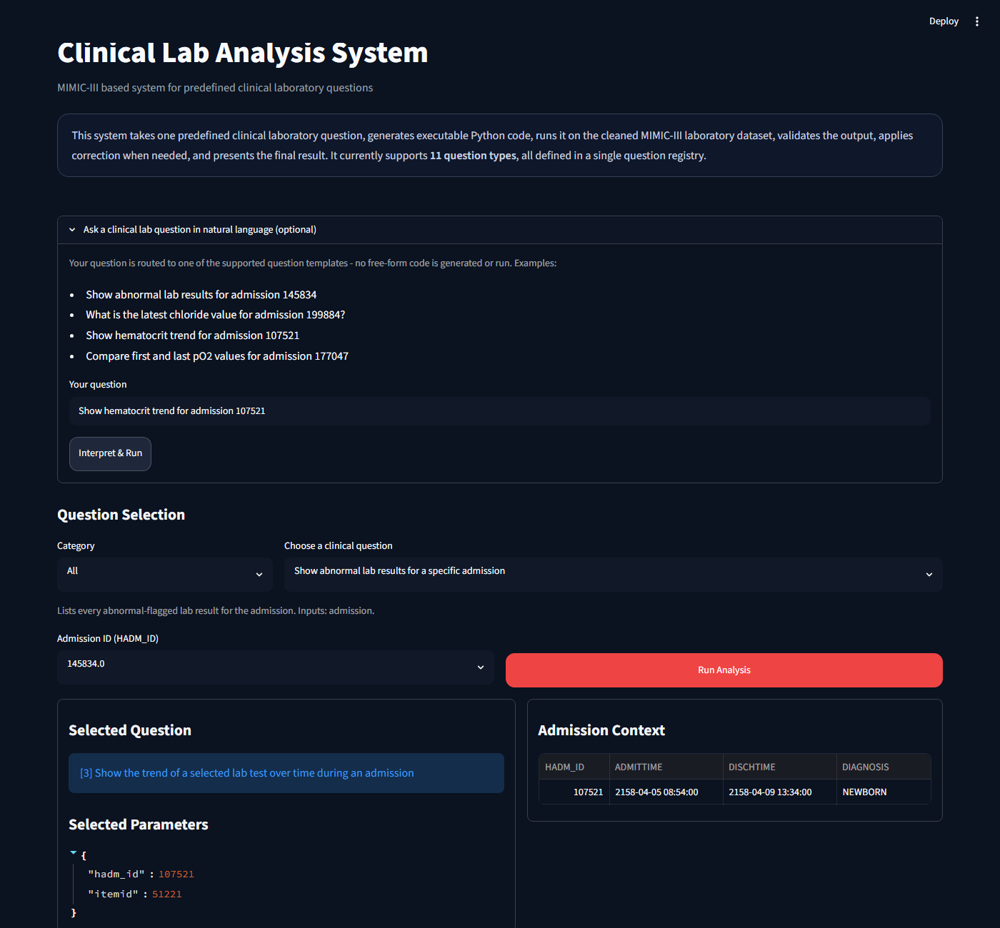 Deploy
Clinical Lab Analysis System
MIMIC-III based system for predefined clinical laboratory questions
This system takes one predefined clinical laboratory question, generates executable Python code, runs it on the cleaned MIMIC-III laboratory dataset, validates the output, applies
correction when needed, and presents the final result. It currently supports 11 question types, all defined in a single question registry.
Ask a clinical lab question in natural language (optional)
Your question is routed to one of the supported question templates - no free-form code is generated or run. Examples:
• Show abnormal lab results for admission 145834
• What is the latest chloride value for admission 199884?
• Show hematocrit trend for admission 107521
• Compare first and last pO2 values for admission 177047
Your question
Show hematocrit trend for admission 107521
Interpret & Run
Question Selection
Category
Choose a clinical question
All
Show abnormal lab results for a specific admission
Lists every abnormal-flagged lab result for the admission. Inputs: admission.
Admission ID (HADM_ID)
145834.0
Run Analysis
Selected Question
[3] Show the trend of a selected lab test over time during an admission
Selected Parameters
{
"hadm_id" : 107521
"itemid" : 51221
}
Admission Context
HADM_ID ADMITTIME DISCHTIME DIAGNOSIS
107521 2158-04-05 08:54:00 2158-04-09 13:34:00 NEWBORN